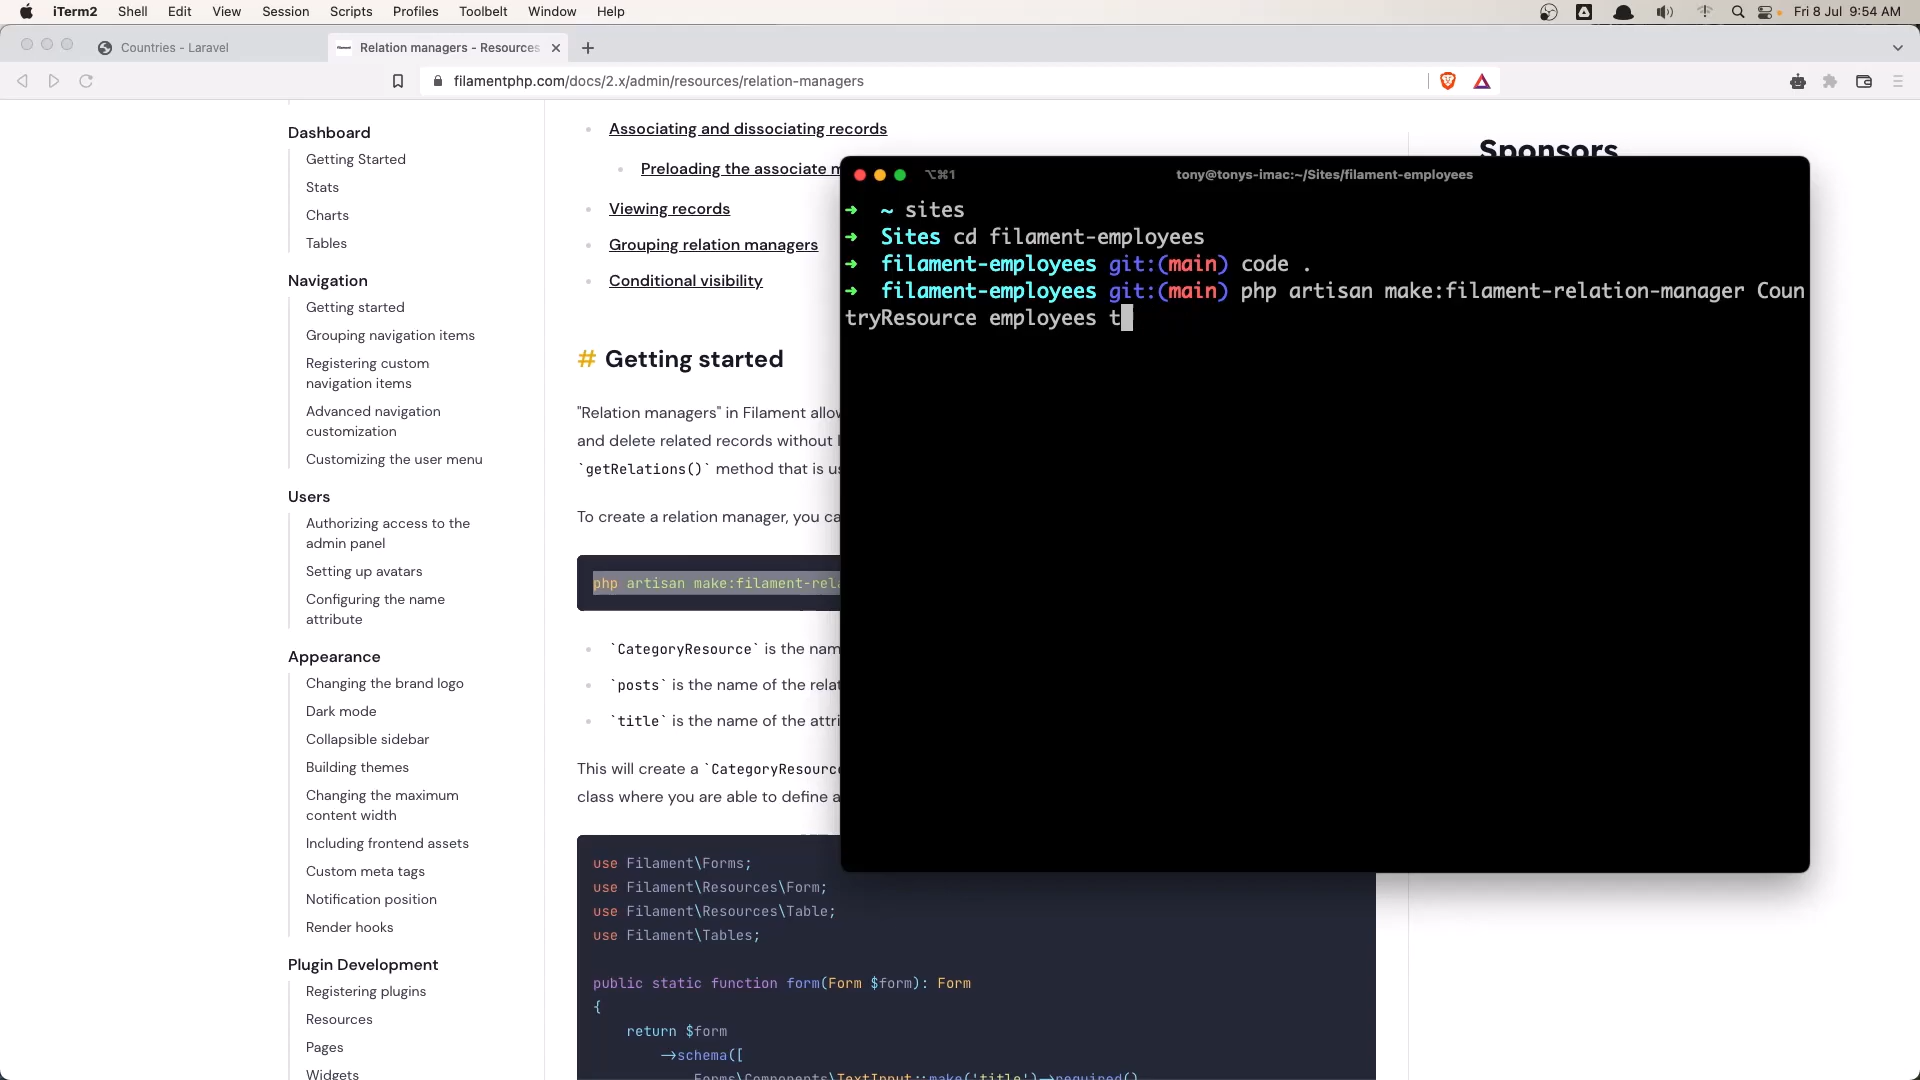 iTerm2 Shell Edit View Session Scripts Profiles Toolbelt Window Help Fri 8 Jul 9:54 AM
Countries - Laravel
Relation managers - Resources
filamentphp.com/docs/2.x/admin/resources/relation-managers
Dashboard
Getting Started
Stats
Charts
Tables
Navigation
Getting started
Grouping navigation items
Registering custom
navigation items
Advanced navigation
customization
Customizing the user menu
Users
Authorizing access to the
admin panel
Setting up avatars
Configuring the name
attribute
Appearance
Changing the brand logo
Dark mode
Collapsible sidebar
Building themes
Changing the maximum
content width
Including frontend assets
Custom meta tags
Notification position
Render hooks
Plugin Development
Registering plugins
Resources
Pages
Widgets
Associating and dissociating records
Preloading the associate
Viewing records
Grouping relation managers
Conditional visibility
# Getting started
"Relation managers" in Filament allow
and delete related records without
`getRelations()` method that is
To create a relation manager, you
php artisan make:filament-rela
`CategoryResource` is the
`posts` is the name of the
`title` is the name of the
This will create a `CategoryResource
class where you are able to define
use Filament\Forms;
use Filament\Resources\Form;
use Filament\Resources\Table;
use Filament\Tables;
public static function form(Form $form): Form
{
return $form
->schema([
Forms\Components\TextInput::make('title')->required()
Sponsors
⌥⌘1
tony@tonys-imac:~/Sites/filament-employees
➜ ~ sites
➜ Sites cd filament-employees
➜ filament-employees git:(main) code .
➜ filament-employees git:(main) php artisan make:filament-relation-manager Coun
tryResource employees t